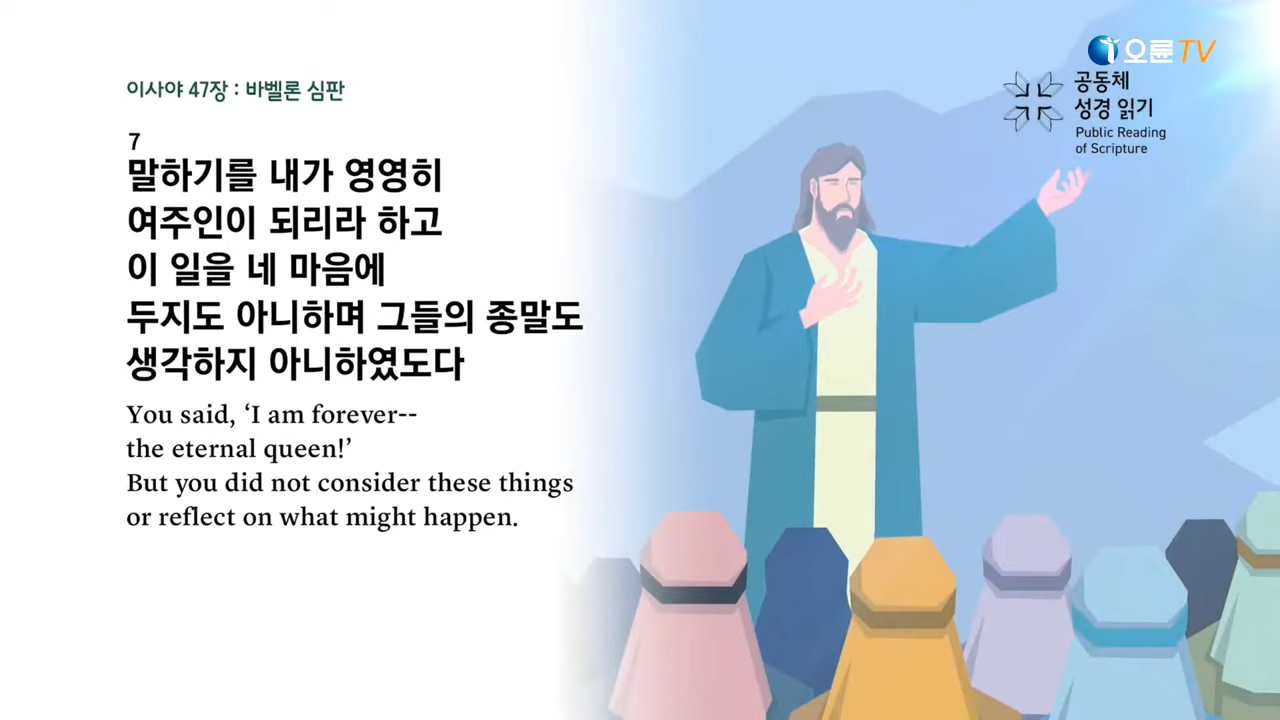 오륜TV
이사야 47장 : 바벨론 심판
공동체
성경 읽기
Public Reading
of Scripture
7
말하기를 내가 영영히
여주인이 되리라 하고
이 일을 네 마음에
두지도 아니하며 그들의 종말도
생각하지 아니하였도다
You said, ‘I am forever--
the eternal queen!’
But you did not consider these things
or reflect on what might happen.